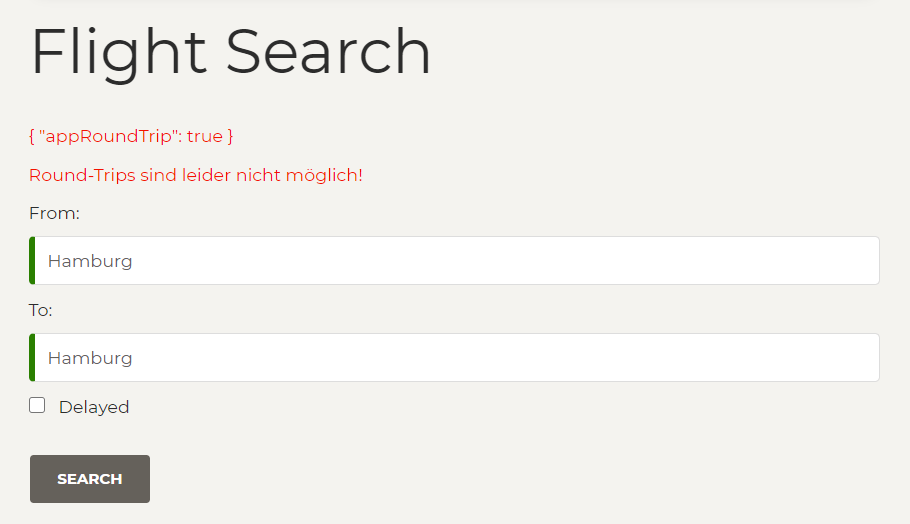 Flight Search
{ "appRoundTrip": true }
Round-Trips sind leider nicht möglich!
From:
Hamburg
To:
Hamburg
Delayed
SEARCH